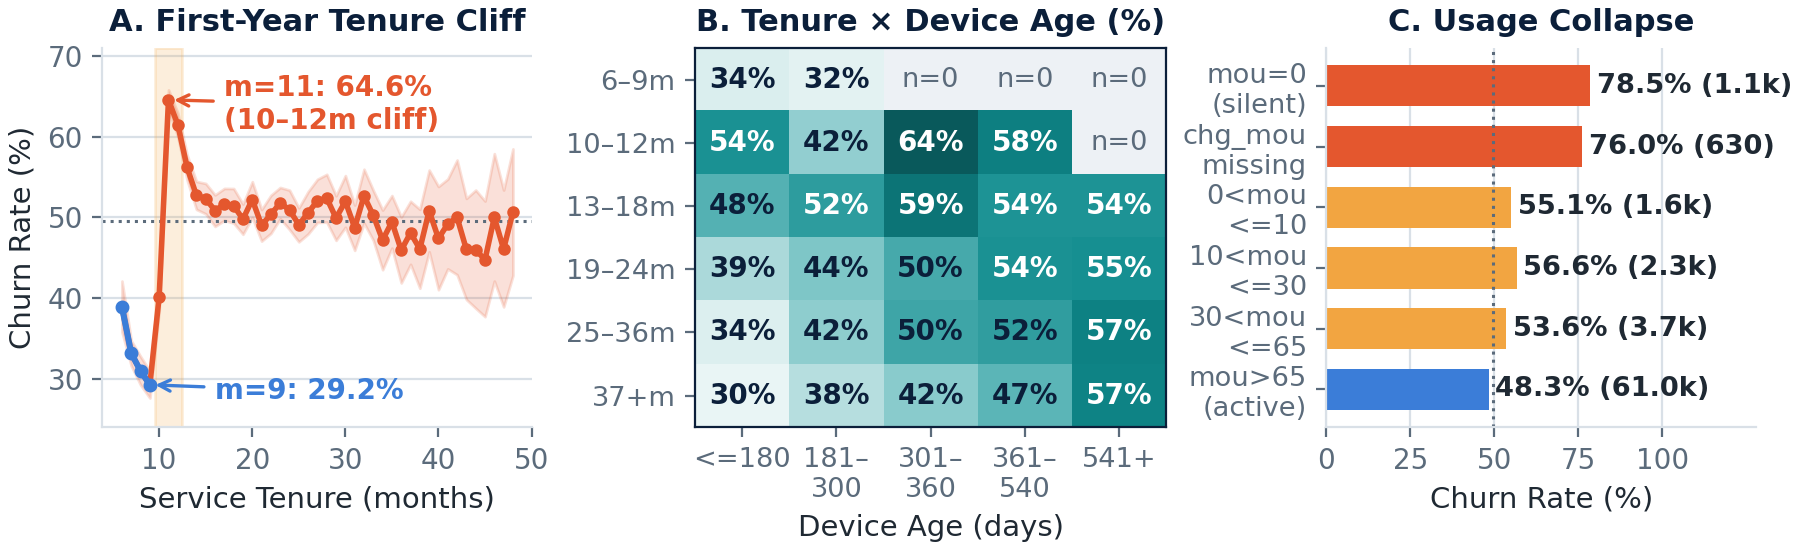 A. First-Year Tenure Cliff
70
60
50
40
30
Churn Rate (%)
m=11: 64.6%
(10–12m cliff)
m=9: 29.2%
10 20 30 40 50
Service Tenure (months)
B. Tenure × Device Age (%)
6–9m 34% 32% n=0 n=0 n=0
10–12m 54% 42% 64% 58% n=0
13–18m 48% 52% 59% 54% 54%
19–24m 39% 44% 50% 54% 55%
25–36m 34% 42% 50% 52% 57%
37+m 30% 38% 42% 47% 57%
<=180 181– 301– 361– 541+
300 360 540
Device Age (days)
C. Usage Collapse
mou=0
(silent)
78.5% (1.1k)
chg_mou
missing
76.0% (630)
0<mou
<=10
55.1% (1.6k)
10<mou
<=30
56.6% (2.3k)
30<mou
<=65
53.6% (3.7k)
mou>65
(active)
48.3% (61.0k)
0 25 50 75 100
Churn Rate (%)